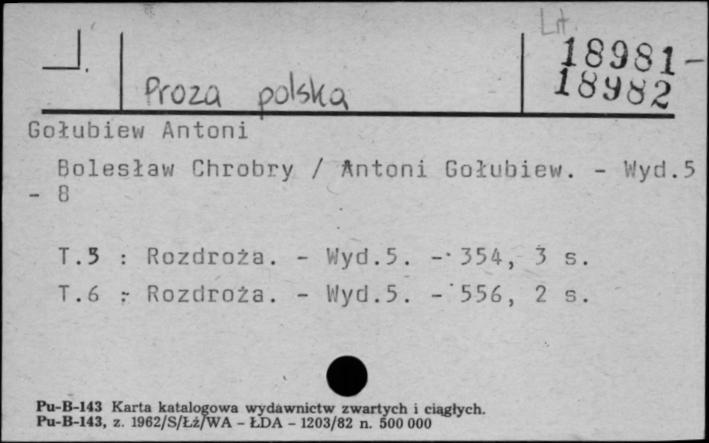 Lit.
18981-
18982
Proza polska
Gołubiew Antoni
Bolesław Chrobry / Antoni Gołubiew. - Wyd.5
- 8
T.5 : Rozdroża. - Wyd.5. - 354, 3 s.
T.6 : Rozdroża. - Wyd.5. - 556, 2 s.
Pu-B-143 Karta katalogowa wydawnictw zwartych i ciągłych.
Pu-B-143, z. 1962/S/Łż/WA - ŁDA - 1203/82 n. 500 000